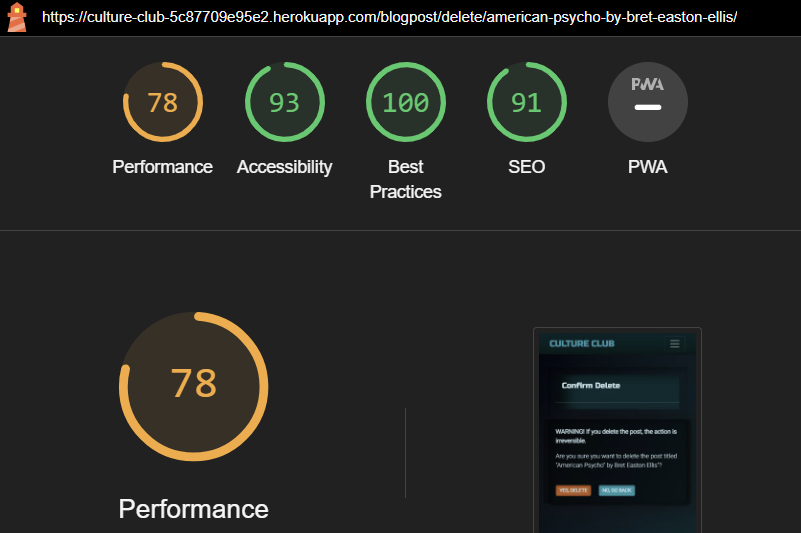 https://culture-club-5c87709e95e2.herokuapp.com/blogpost/delete/american-psycho-by-bret-easton-ellis/
78
93
100
91
PWA
Performance
Accessibility
Best
Practices
SEO
PWA
78
Performance
CULTURE CLUB
Confirm Delete
WARNING! If you delete the post, the action is
irreversible.
Are you sure you want to delete the post titled
'American Psycho' by Bret Easton Ellis"?
YES, DELETE
NO, GO BACK